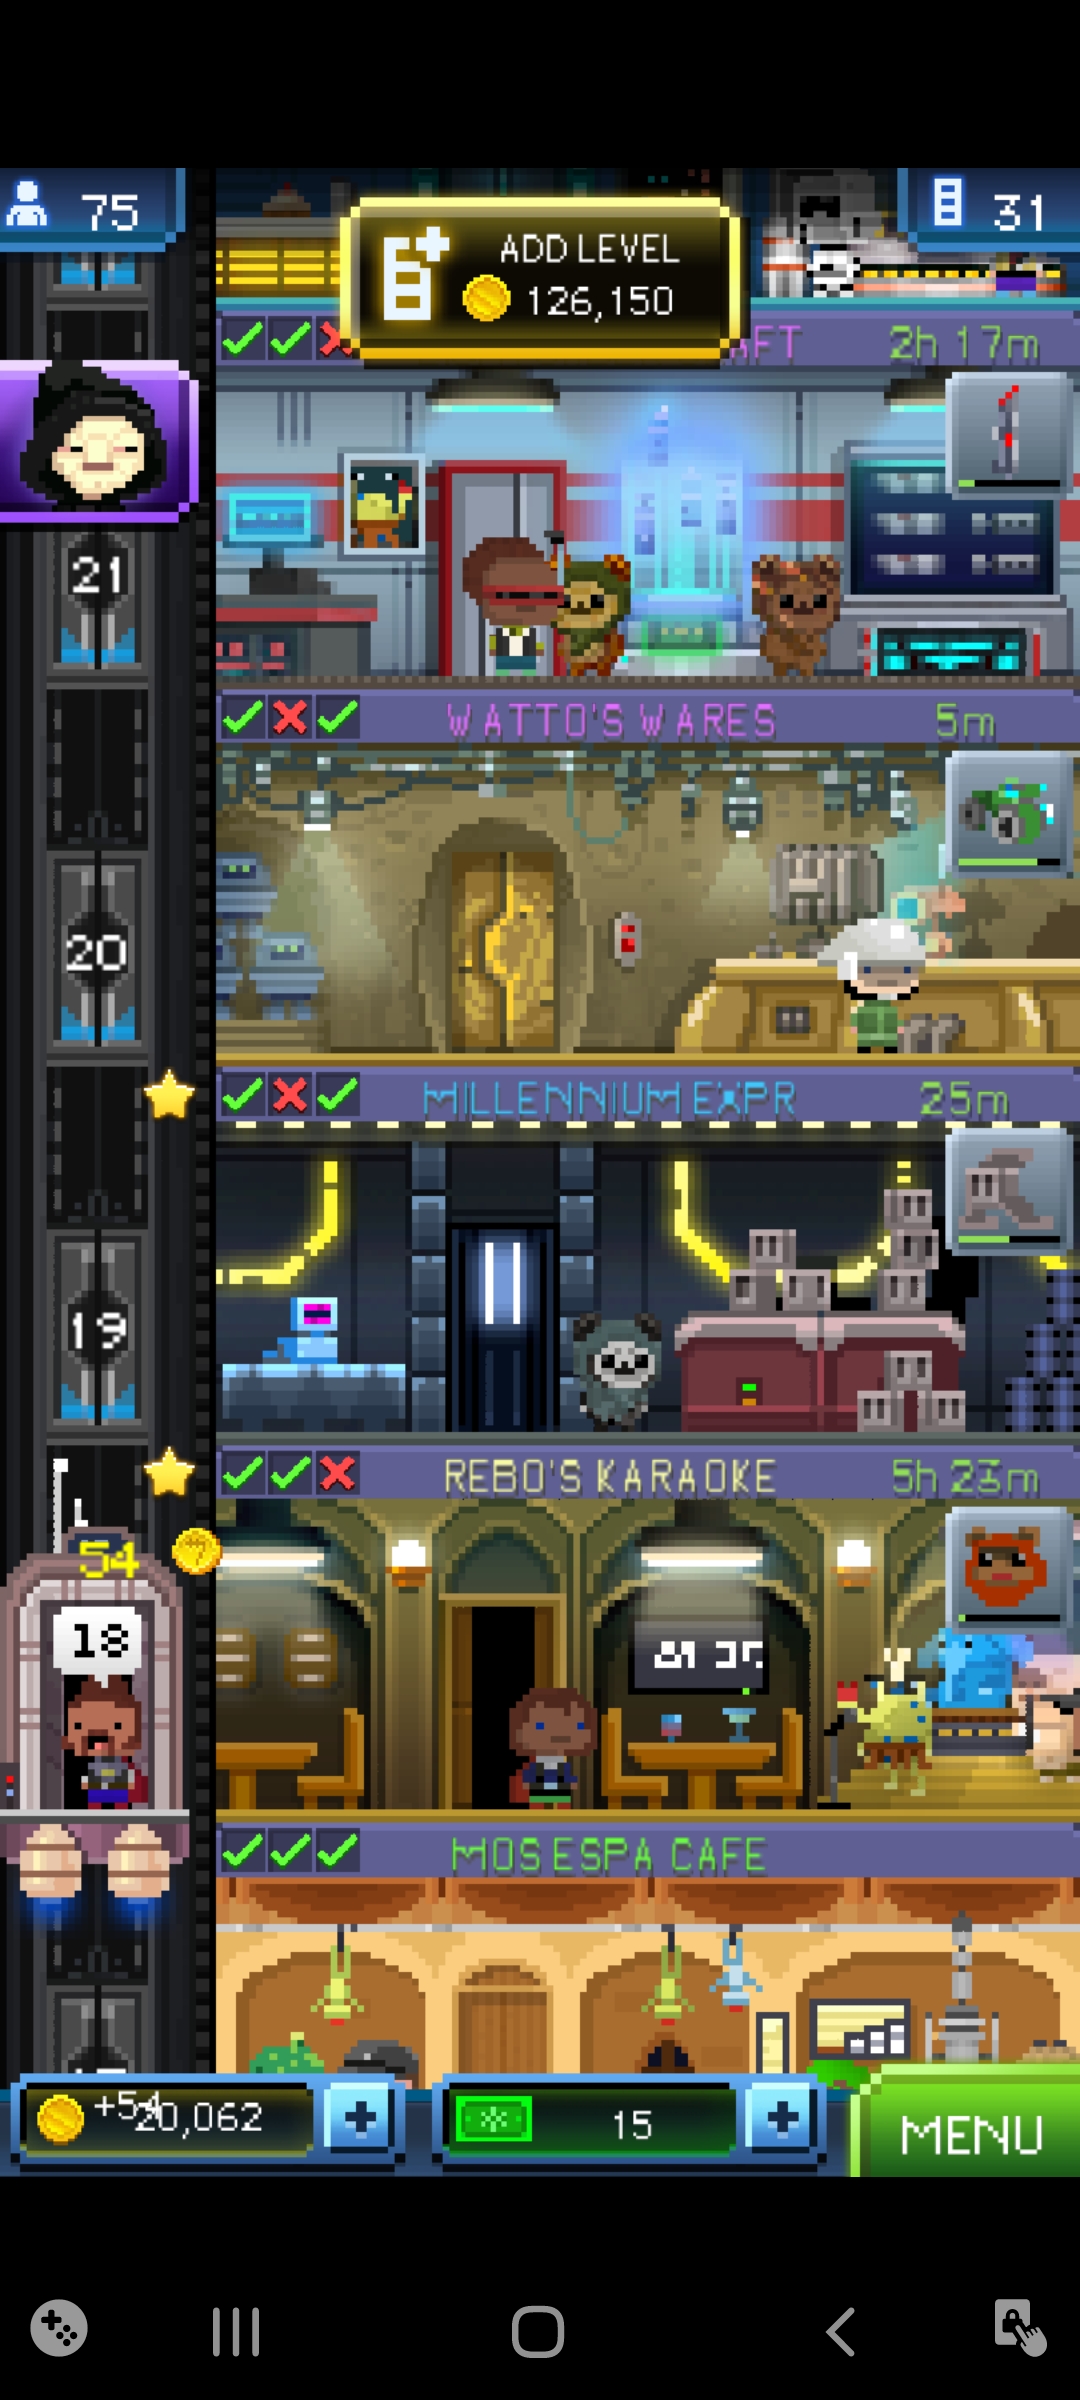 75
31
ADD LEVEL
126,150
2h 17m
21
WATTO'S WARES
5m
20
MILLENNIUM EXPR
25m
19
REBO'S KARAOKE
5h 23m
54
18
MOS ESPA CAFE
+54
20,062
15
MENU